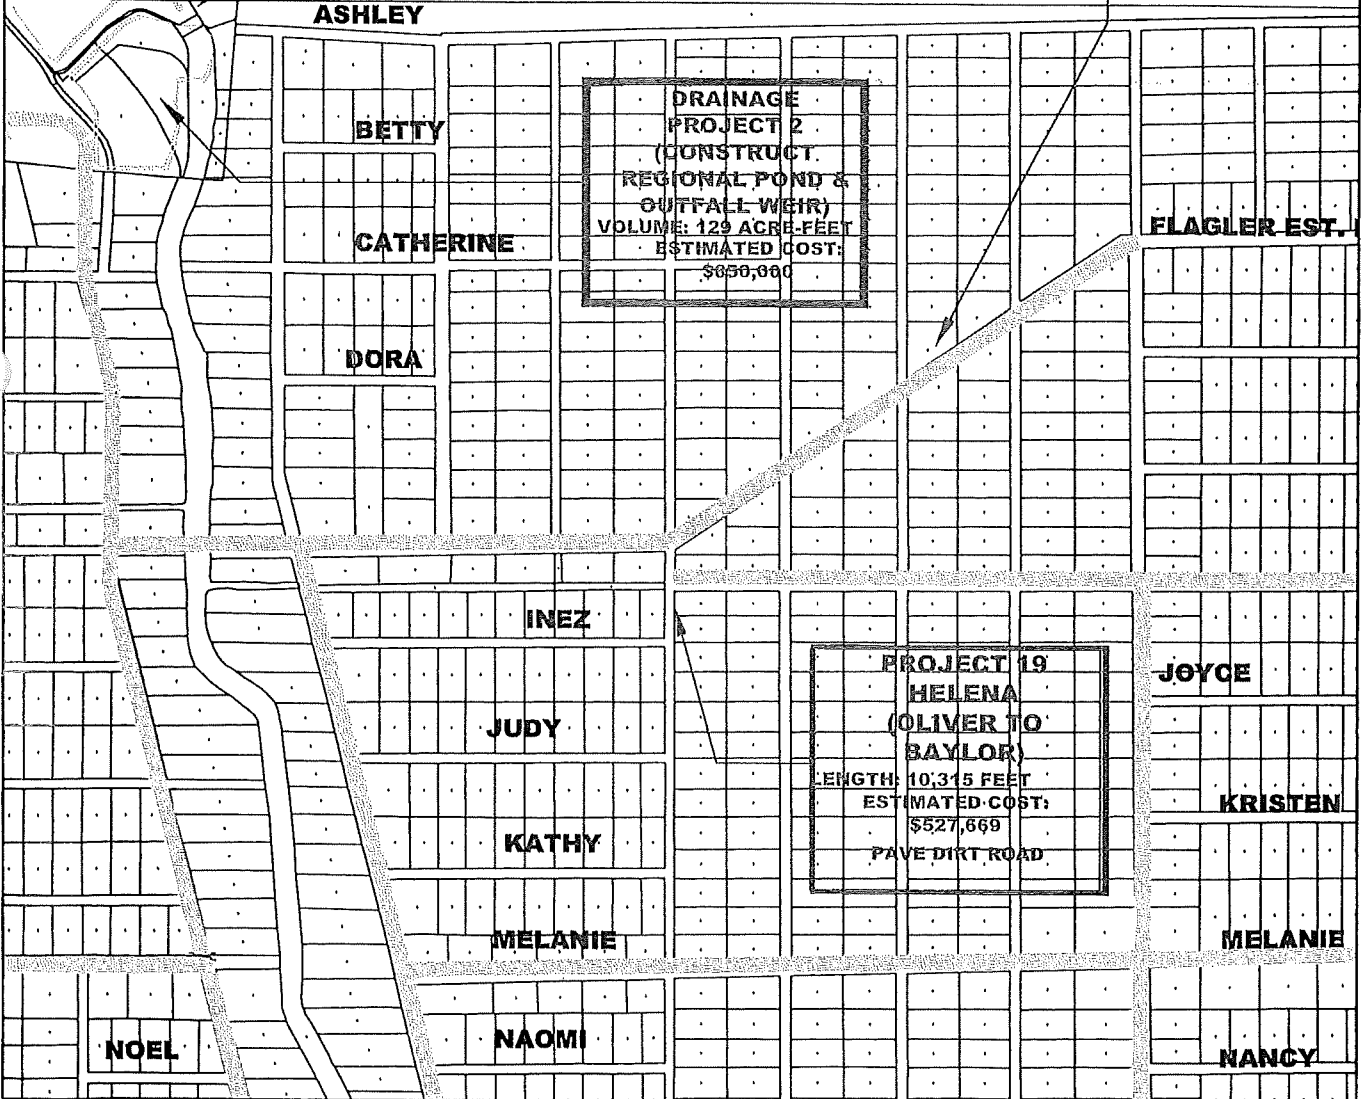 ASHLEY
BETTY
CATHERINE
DORA
DRAINAGE
PROJECT 2
(CONSTRUCT
REGIONAL POND &
OUTFALL WEIR)
VOLUME: 129 ACRE-FEET
ESTIMATED COST:
$650,000
FLAGLER EST.
INEZ
JUDY
KATHY
MELANIE
NAOMI
NOEL
PROJECT 19
HELENA
(OLIVER TO
BAYLOR)
LENGTH: 10,315 FEET
ESTIMATED COST:
$527,669
PAVE DIRT ROAD
JOYCE
KRISTEN
MELANIE
NANCY